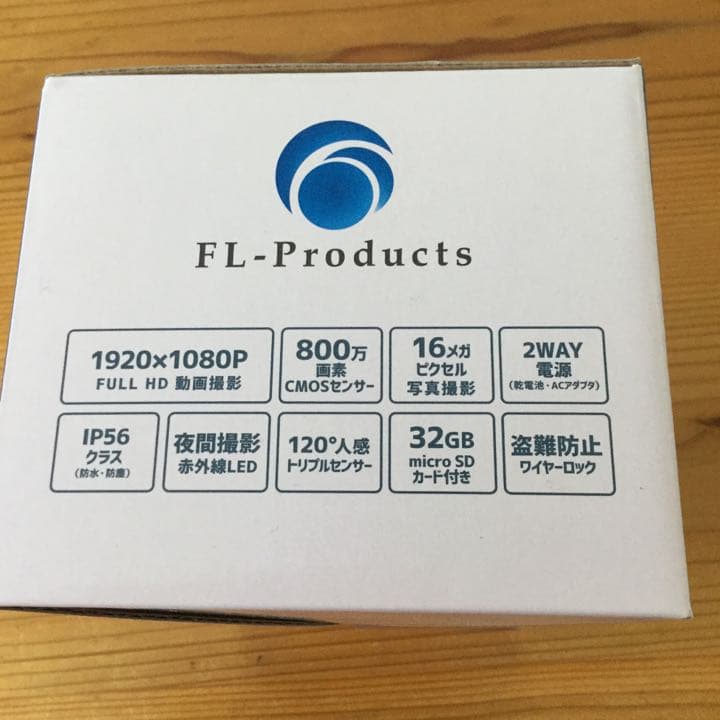 FL-Products
1920×1080P
FULL HD 動画撮影
800万
画素
CMOSセンサー
16メガ
ピクセル
写真撮影
2WAY
電源
(乾電池・ACアダプタ)
IP56
クラス
(防水・防塵)
夜間撮影
赤外線LED
120°人感
トリプルセンサー
32GB
micro SD
カード付き
盗難防止
ワイヤーロック